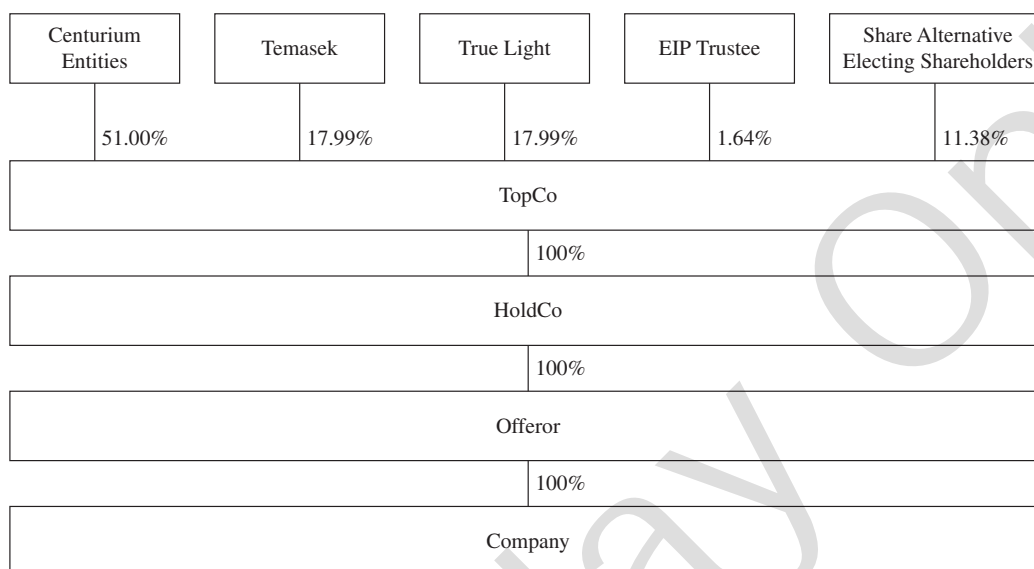 Centurium
Entities
Temasek
True Light
EIP Trustee
Share Alternative
Electing Shareholders
51.00%
17.99%
17.99%
1.64%
11.38%
TopCo
100%
HoldCo
100%
Offeror
100%
Company